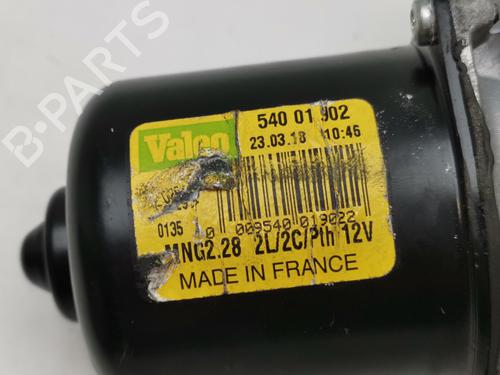 B-PARTS
Valeo
540 01 902
23.03.18 10:46
0135 10 009540 019022
MNG2.28 2L/2C/Pth 12V
MADE IN FRANCE